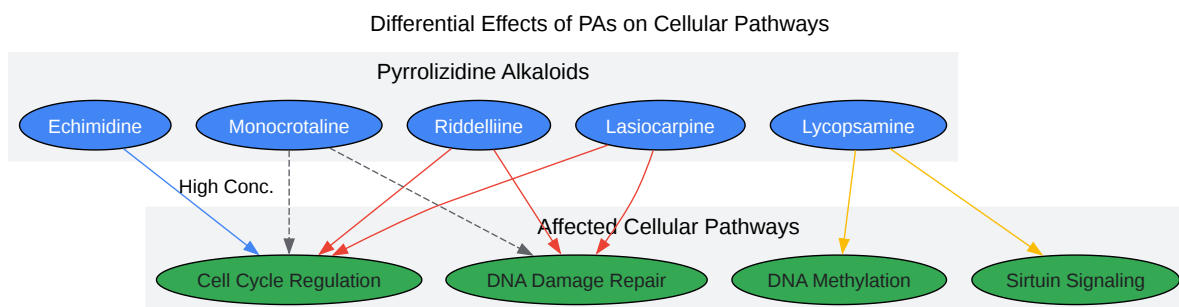 Differential Effects of PAs on Cellular Pathways
Pyrrolizidine Alkaloids
Echimidine
Monocrotaline
Riddelliine
Lasiocarpine
Lycopsamine
High Conc.
Affected Cellular Pathways
Cell Cycle Regulation
DNA Damage Repair
DNA Methylation
Sirtuin Signaling